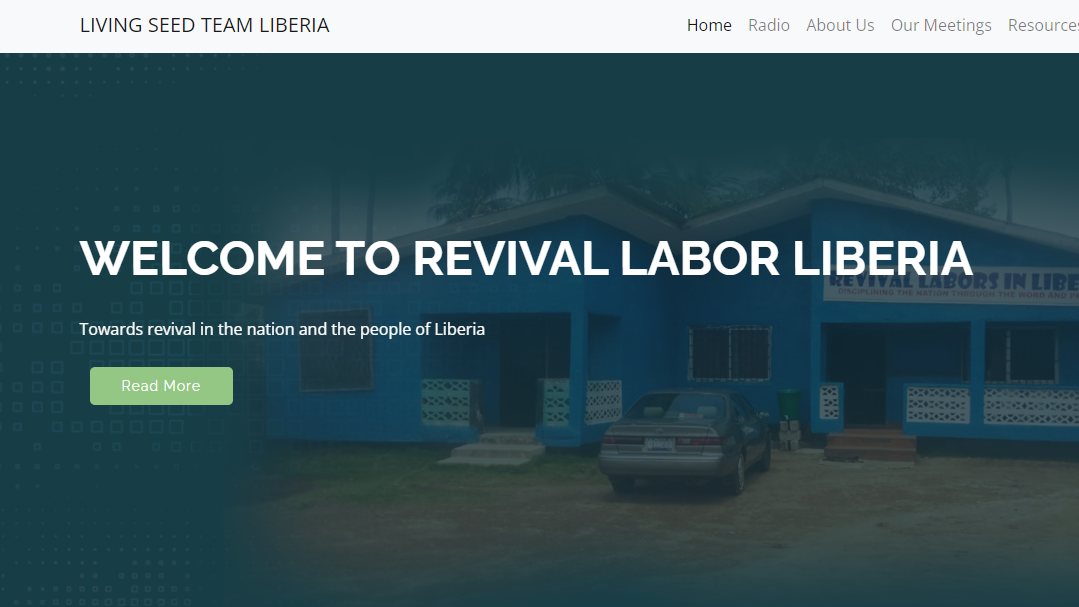 LIVING SEED TEAM LIBERIA
Home Radio About Us Our Meetings Resources
WELCOME TO REVIVAL LABOR LIBERIA
REVIVAL LABORS IN LIBE
DISCIPLINING THE NATION THROUGH THE WORD AND PR
Towards revival in the nation and the people of Liberia
Read More